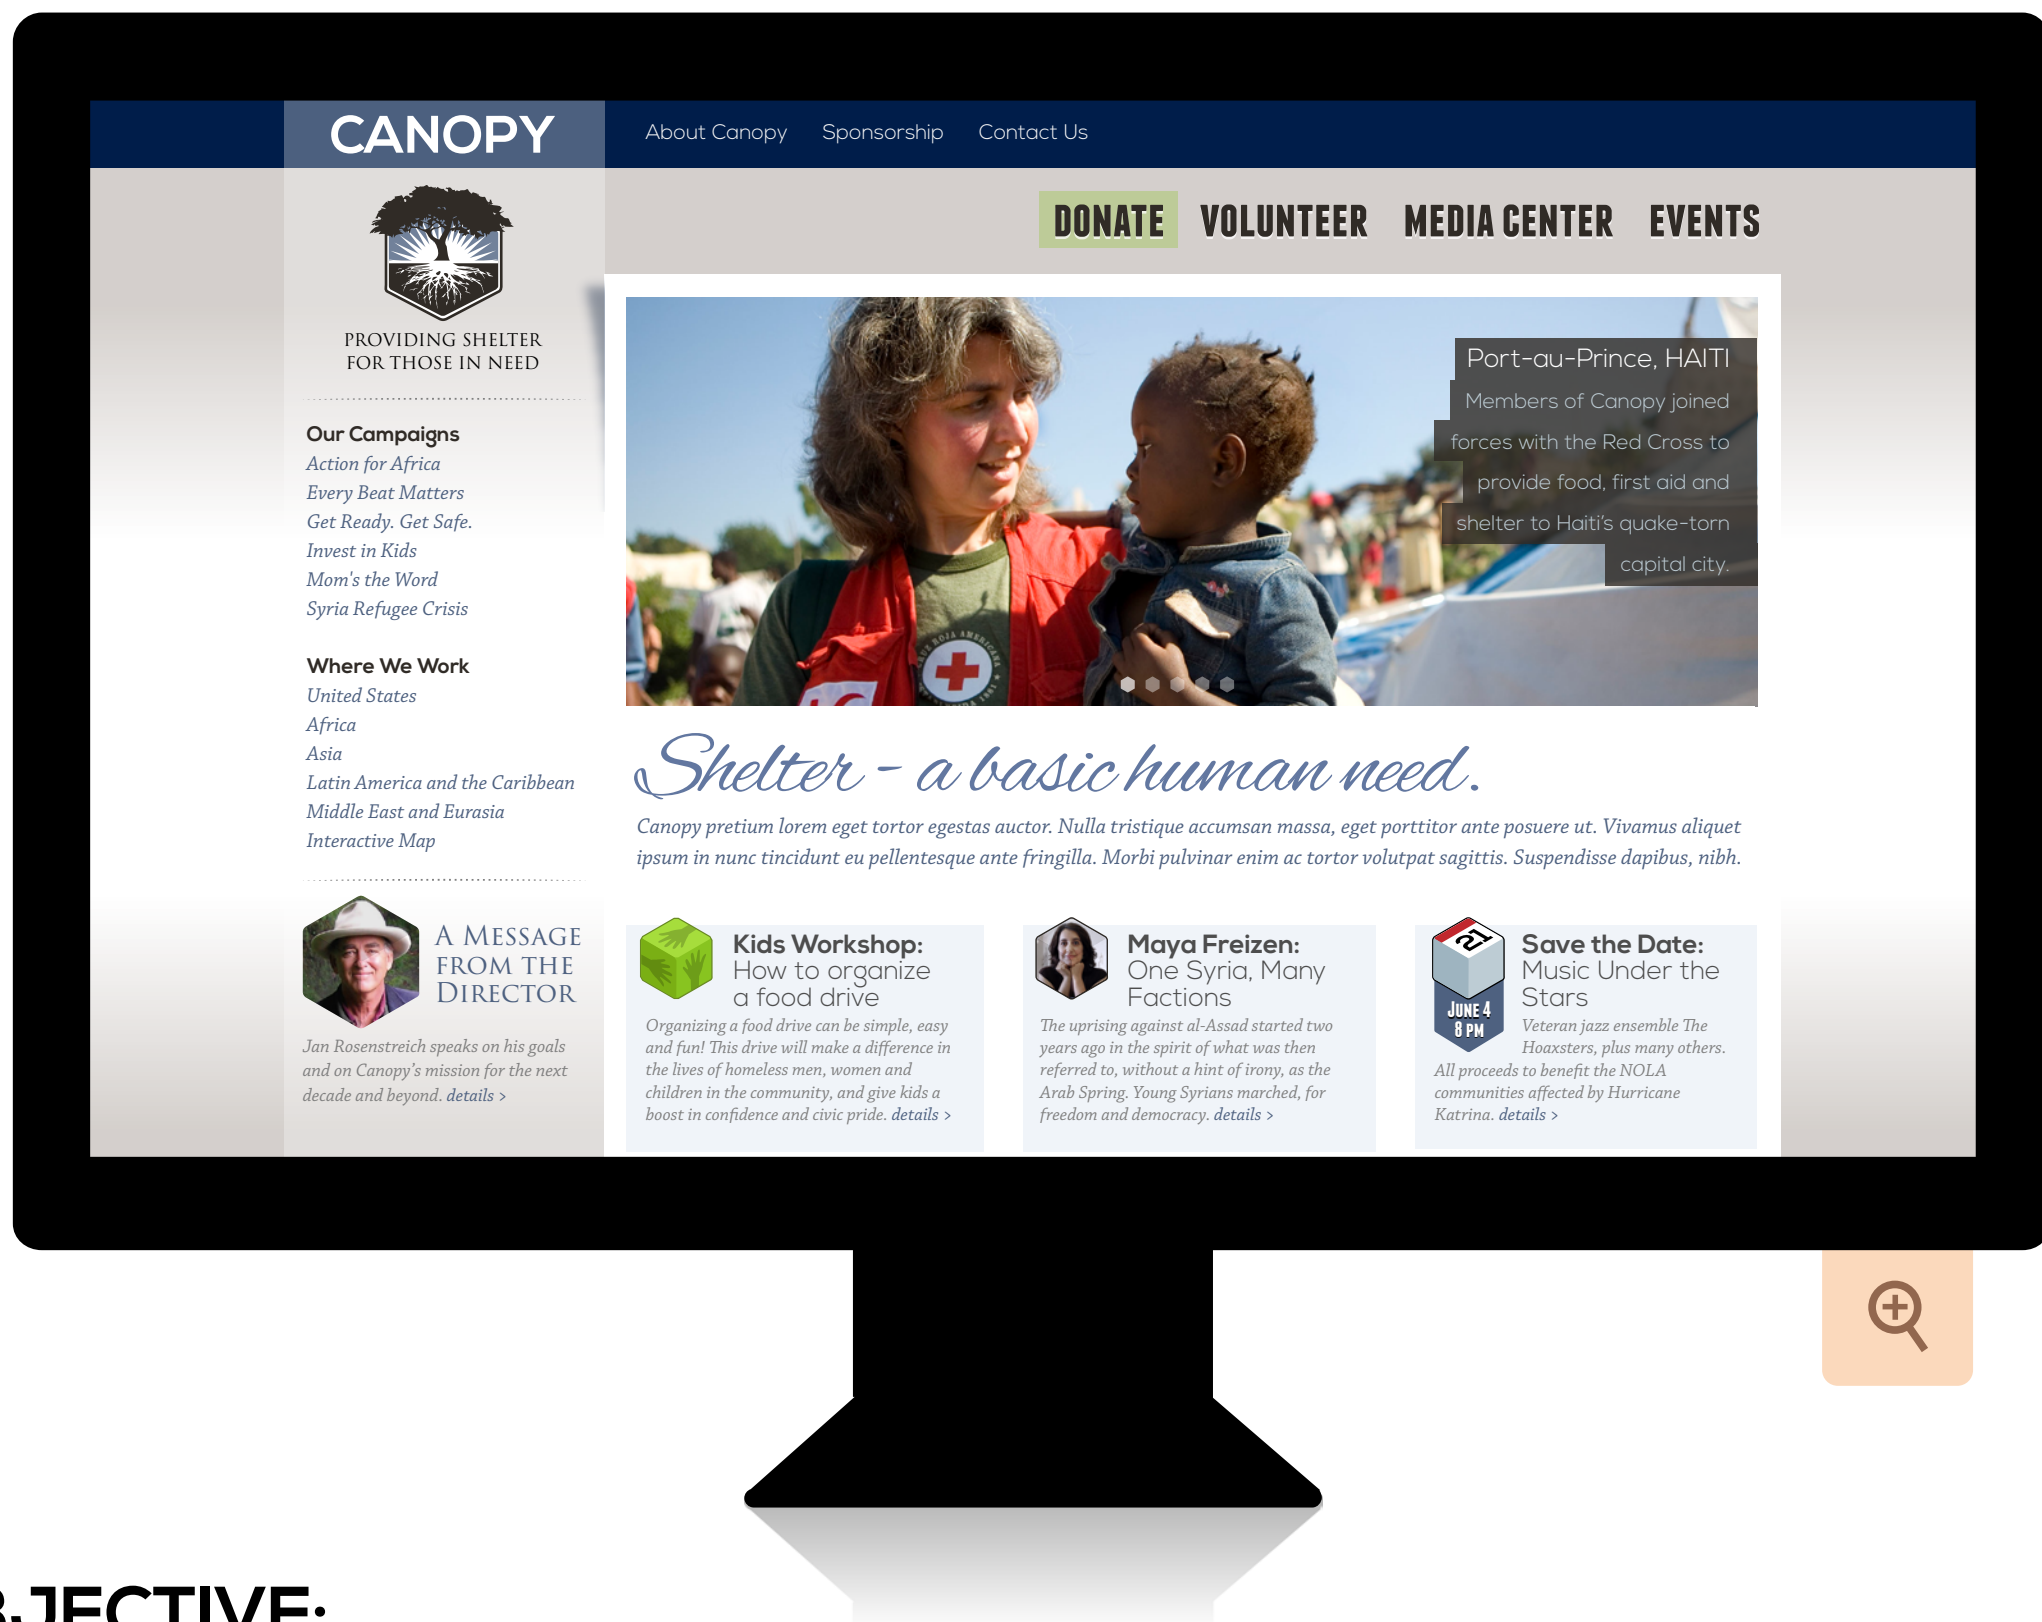 CANOPY
About Canopy Sponsorship Contact Us
DONATE VOLUNTEER MEDIA CENTER EVENTS
PROVIDING SHELTER
FOR THOSE IN NEED
Our Campaigns
Action for Africa
Every Beat Matters
Get Ready. Get Safe.
Invest in Kids
Mom's the Word
Syria Refugee Crisis
Where We Work
United States
Africa
Asia
Latin America and the Caribbean
Middle East and Eurasia
Interactive Map
A MESSAGE
FROM THE
DIRECTOR
Jan Rosenstreich speaks on his goals
and on Canopy's mission for the next
decade and beyond. details >
Port-au-Prince, HAITI
Members of Canopy joined
forces with the Red Cross to
provide food, first aid and
shelter to Haiti's quake-torn
capital city.
Shelter - a basic human need.
Canopy pretium lorem eget tortor egestas auctor. Nulla tristique accumsan massa, eget porttitor ante posuere ut. Vivamus aliquet
ipsum in nunc tincidunt eu pellentesque ante fringilla. Morbi pulvinar enim ac tortor volutpat sagittis. Suspendisse dapibus, nibh.
Kids Workshop:
How to organize
a food drive
Organizing a food drive can be simple, easy
and fun! This drive will make a difference in
the lives of homeless men, women and
children in the community, and give kids a
boost in confidence and civic pride. details >
Maya Freizen:
One Syria, Many
Factions
The uprising against al-Assad started two
years ago in the spirit of what was then
referred to, without a hint of irony, as the
Arab Spring. Young Syrians marched, for
freedom and democracy. details >
21
JUNE 4
8 PM
Save the Date:
Music Under the
Stars
Veteran jazz ensemble The
Hoaxsters, plus many others.
All proceeds to benefit the NOLA
communities affected by Hurricane
Katrina. details >
BJECTIVE: